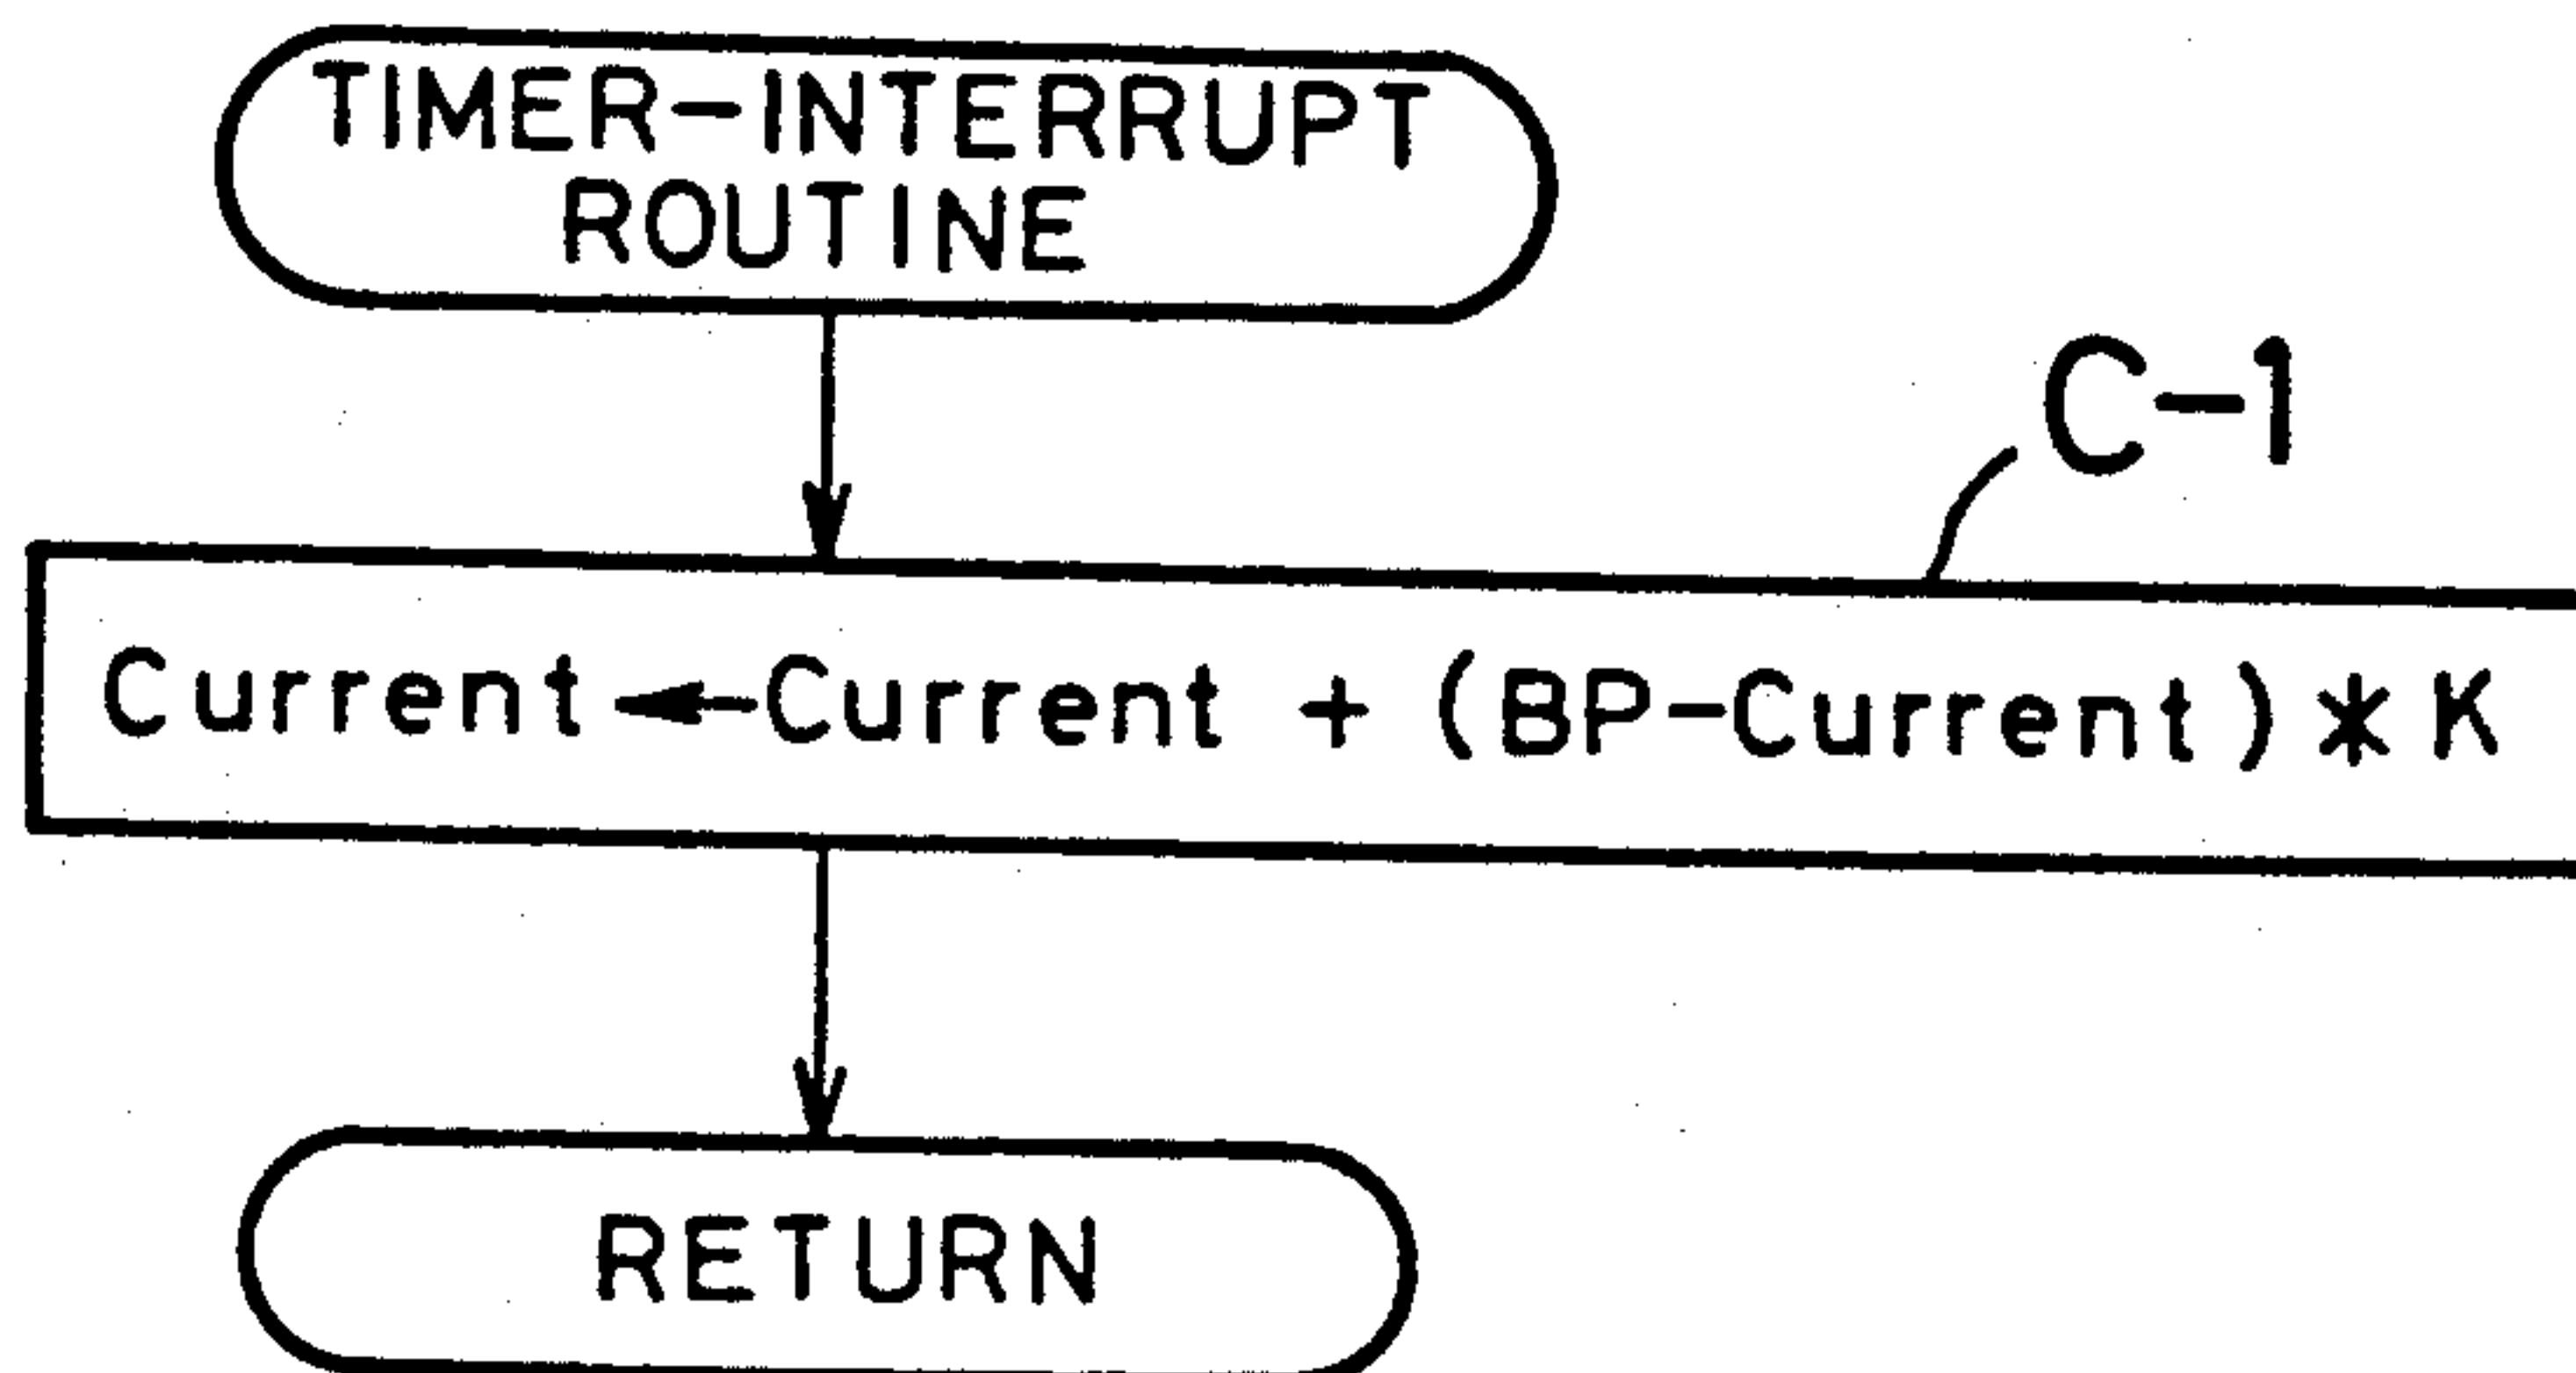 TIMER-INTERRUPT
ROUTINE
C-1
Current ← Current + (BP-Current) * K
RETURN